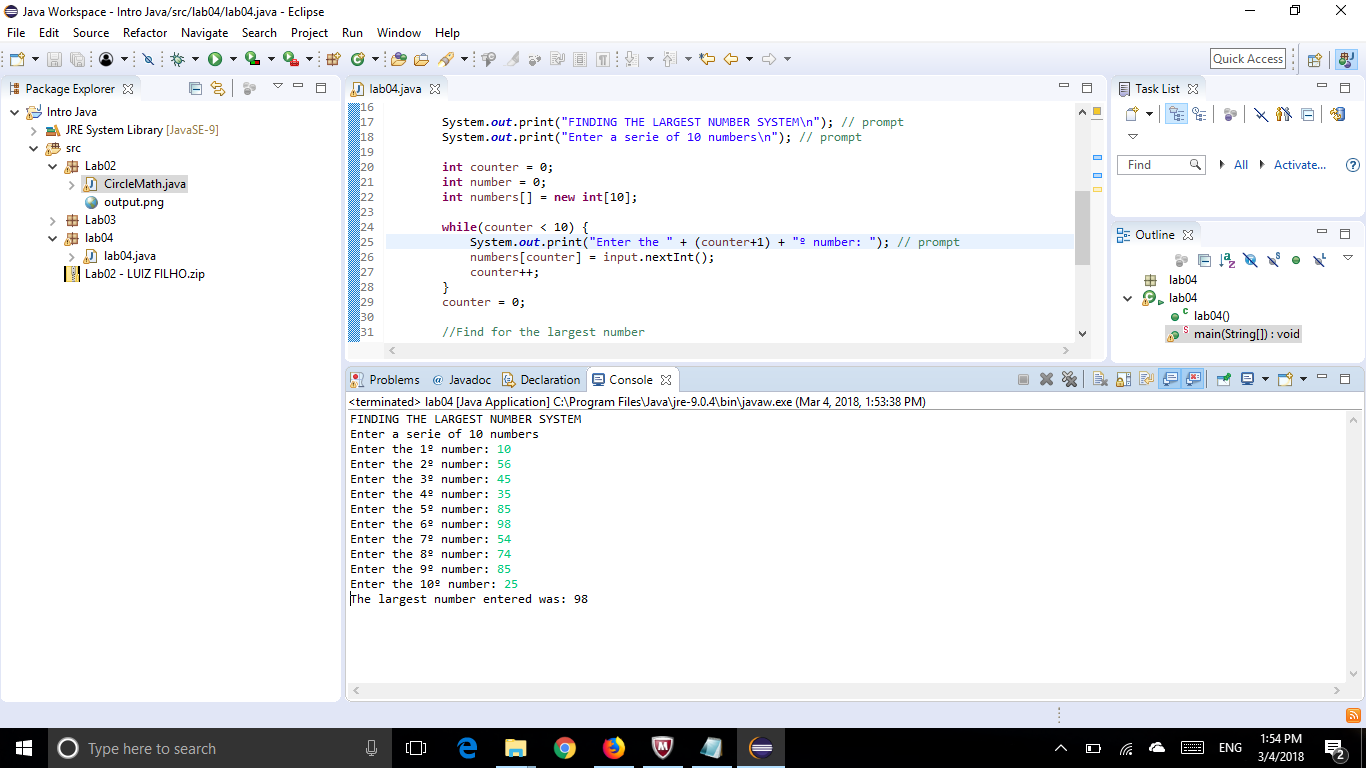 Java Workspace - Intro Java/src/lab04/lab04.java - Eclipse
File Edit Source Refactor Navigate Search Project Run Window Help
Quick Access
Package Explorer
Intro Java
JRE System Library [JavaSE-9]
src
Lab02
CircleMath.java
output.png
Lab03
lab04
lab04.java
Lab02 - LUIZ FILHO.zip
lab04.java
16
17 System.out.print("FINDING THE LARGEST NUMBER SYSTEM\n"); // prompt
18 System.out.print("Enter a serie of 10 numbers\n"); // prompt
19
20 int counter = 0;
21 int number = 0;
22 int numbers[] = new int[10];
23
24 while(counter < 10) {
25 System.out.print("Enter the " + (counter+1) + "º number: "); // prompt
26 numbers[counter] = input.nextInt();
27 counter++;
28 }
29 counter = 0;
30
31 //Find for the largest number
Task List
Find All Activate...
Outline
lab04
lab04
lab04()
main(String[]) : void
Problems Javadoc Declaration Console
<terminated> lab04 [Java Application] C:\Program Files\Java\jre-9.0.4\bin\javaw.exe (Mar 4, 2018, 1:53:38 PM)
FINDING THE LARGEST NUMBER SYSTEM
Enter a serie of 10 numbers
Enter the 1º number: 10
Enter the 2º number: 56
Enter the 3º number: 45
Enter the 4º number: 35
Enter the 5º number: 85
Enter the 6º number: 98
Enter the 7º number: 54
Enter the 8º number: 74
Enter the 9º number: 85
Enter the 10º number: 25
The largest number entered was: 98
Type here to search
ENG
1:54 PM
3/4/2018
2